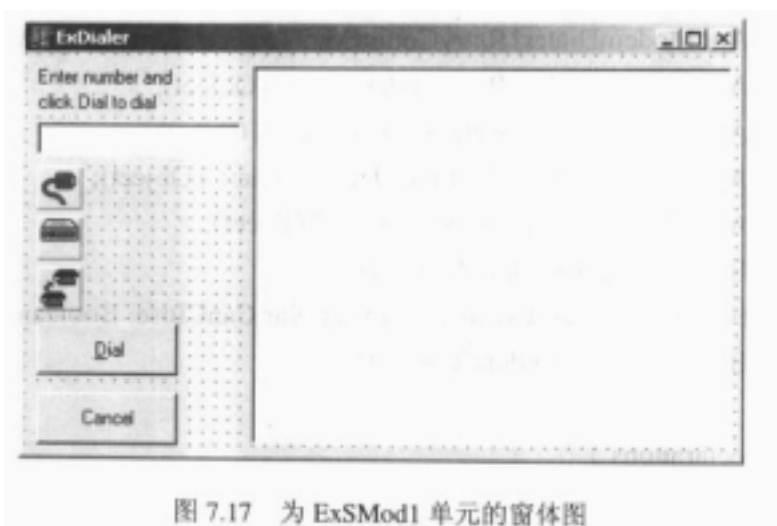 ExDialer
Enter number and
click Dial to dial
Dial
Cancel
图 7.17 为 ExSMod1 单元的窗体图